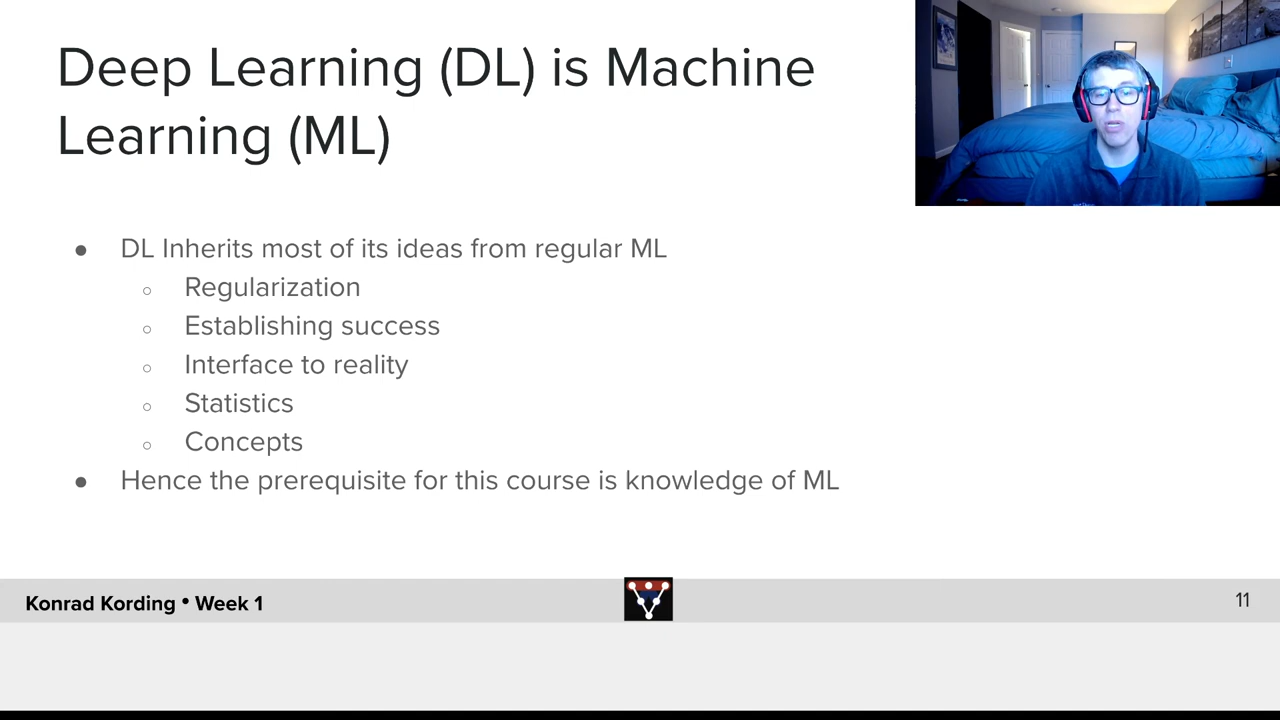 Deep Learning (DL) is Machine
Learning (ML)
● DL Inherits most of its ideas from regular ML
○ Regularization
○ Establishing success
○ Interface to reality
○ Statistics
○ Concepts
● Hence the prerequisite for this course is knowledge of ML
Konrad Kording • Week 1
11